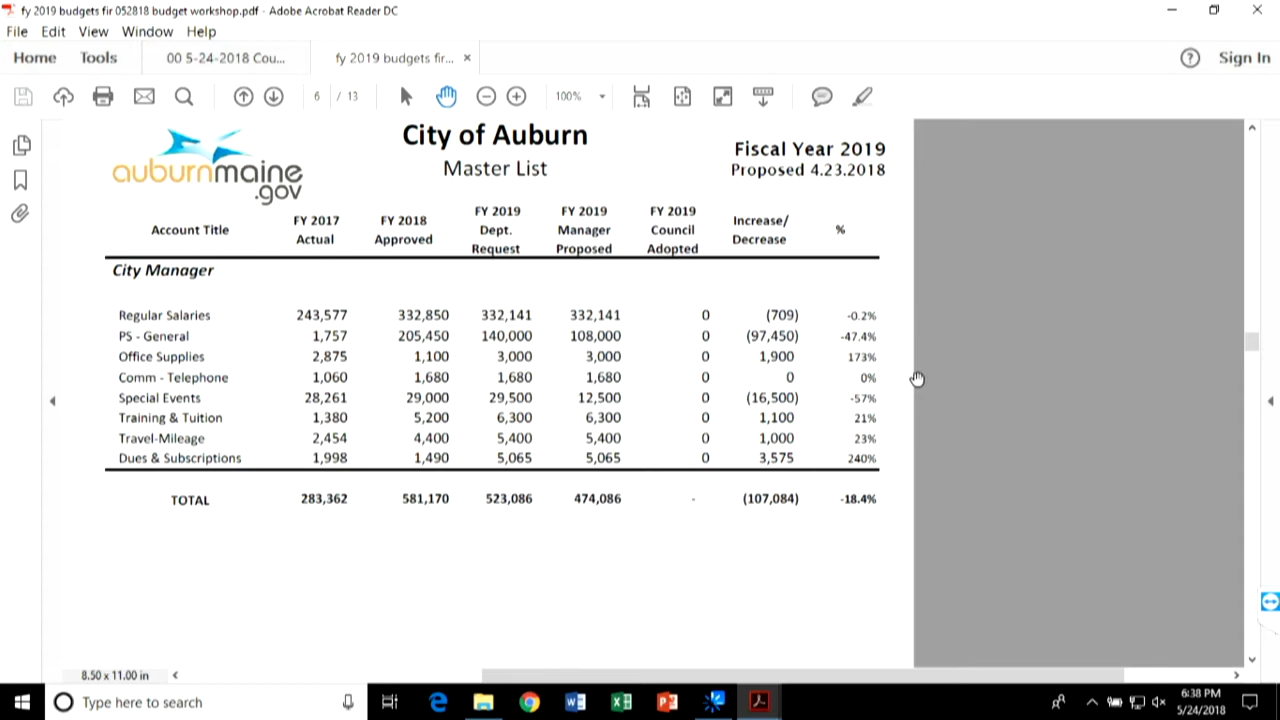 fy 2019 budgets fir 052818 budget workshop.pdf - Adobe Acrobat Reader DC
File Edit View Window Help
Home Tools 00 5-24-2018 Cou... fy 2019 budgets fir... × Sign In
6 / 13 100%
auburnmaine
.gov
City of Auburn
Master List
Fiscal Year 2019
Proposed 4.23.2018
Account Title FY 2017 Actual FY 2018 Approved FY 2019 Dept. Request FY 2019 Manager Proposed FY 2019 Council Adopted Increase/ Decrease %
City Manager
Regular Salaries 243,577 332,850 332,141 332,141 0 (709) -0.2%
PS - General 1,757 205,450 140,000 108,000 0 (97,450) -47.4%
Office Supplies 2,875 1,100 3,000 3,000 0 1,900 173%
Comm - Telephone 1,060 1,680 1,680 1,680 0 0 0%
Special Events 28,261 29,000 29,500 12,500 0 (16,500) -57%
Training & Tuition 1,380 5,200 6,300 6,300 0 1,100 21%
Travel-Mileage 2,454 4,400 5,400 5,400 0 1,000 23%
Dues & Subscriptions 1,998 1,490 5,065 5,065 0 3,575 240%
TOTAL 283,362 581,170 523,086 474,086 - (107,084) -18.4%
8.50 x 11.00 in
Type here to search
6:38 PM
5/24/2018